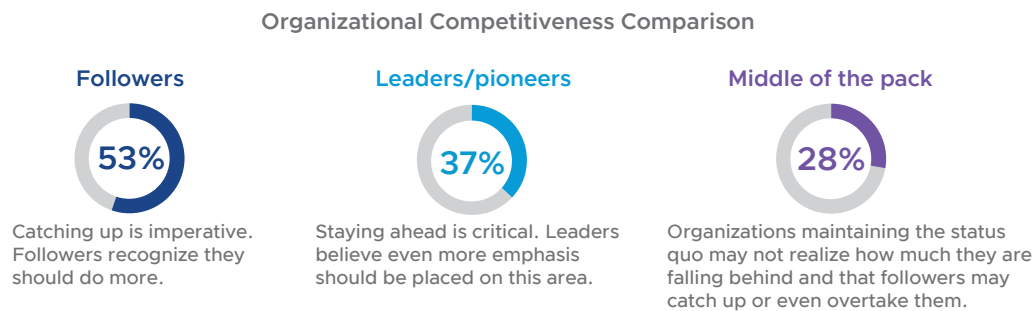 Organizational Competitiveness Comparison
Followers
53%
Catching up is imperative.
Followers recognize they
should do more.
Leaders/pioneers
37%
Staying ahead is critical. Leaders
believe even more emphasis
should be placed on this area.
Middle of the pack
28%
Organizations maintaining the status
quo may not realize how much they are
falling behind and that followers may
catch up or even overtake them.